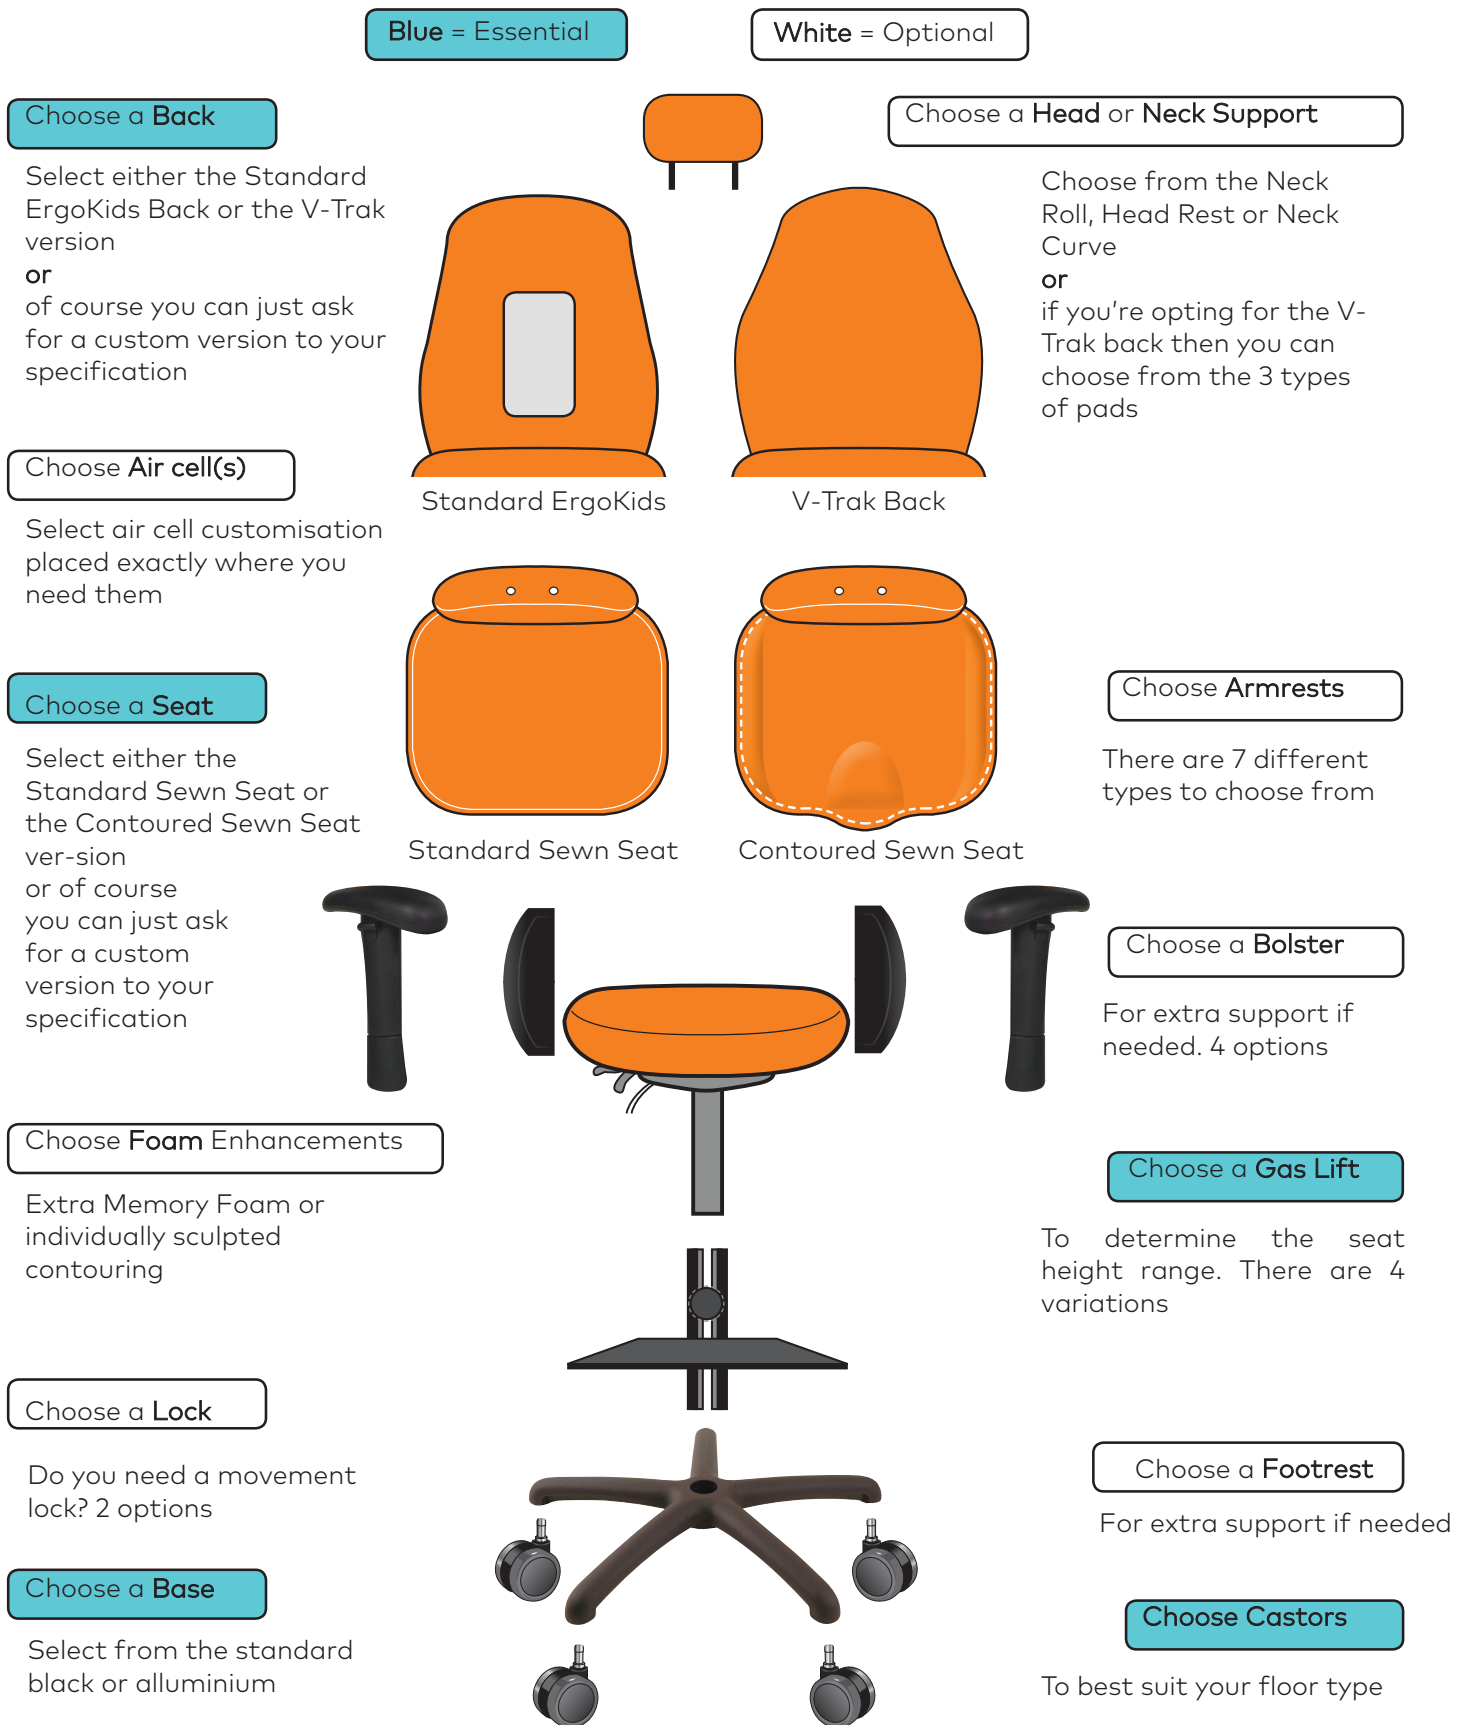 Blue = Essential
White = Optional
Choose a Back
Select either the Standard
ErgoKids Back or the V-Trak
version
or
of course you can just ask
for a custom version to your
specification
Choose a Head or Neck Support
Choose from the Neck
Roll, Head Rest or Neck
Curve
or
if you’re opting for the V-
Trak back then you can
choose from the 3 types
of pads
Choose Air cell(s)
Select air cell customisation
placed exactly where you
need them
Standard ErgoKids
V-Trak Back
Choose a Seat
Select either the
Standard Sewn Seat or
the Contoured Sewn Seat
ver-sion
or of course
you can just ask
for a custom
version to your
specification
Standard Sewn Seat
Contoured Sewn Seat
Choose Armrests
There are 7 different
types to choose from
Choose a Bolster
For extra support if
needed. 4 options
Choose Foam Enhancements
Extra Memory Foam or
individually sculpted
contouring
Choose a Gas Lift
To determine the seat
height range. There are 4
variations
Choose a Lock
Do you need a movement
lock? 2 options
Choose a Footrest
For extra support if needed
Choose a Base
Select from the standard
black or alluminium
Choose Castors
To best suit your floor type